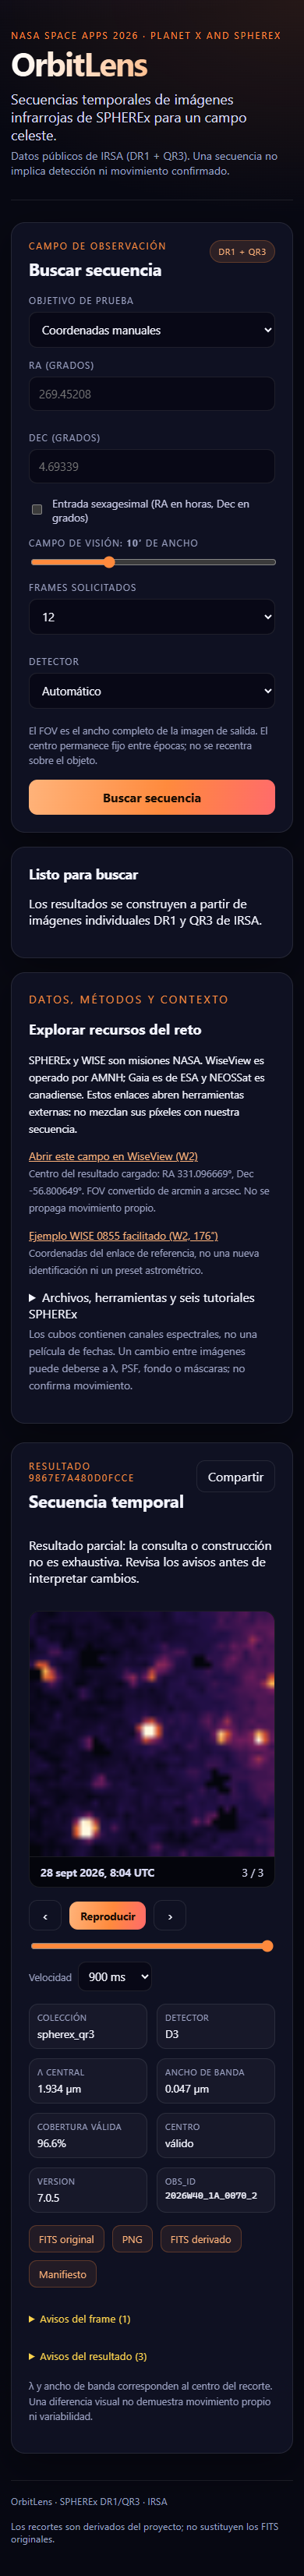 NASA SPACE APPS 2026 · PLANET X AND SPHEREX
OrbitLens
Secuencias temporales de imágenes
infrarrojas de SPHEREx para un campo
celeste.
Datos públicos de IRSA (DR1 + QR3). Una secuencia no
implica detección ni movimiento confirmado.
CAMPO DE OBSERVACIÓN
DR1 + QR3
Buscar secuencia
OBJETIVO DE PRUEBA
Coordenadas manuales
RA (GRADOS)
269.45208
DEC (GRADOS)
4.69339
Entrada sexagesimal (RA en horas, Dec en
grados)
CAMPO DE VISIÓN: 10′ DE ANCHO
FRAMES SOLICITADOS
12
DETECTOR
Automático
El FOV es el ancho completo de la imagen de salida. El
centro permanece fijo entre épocas; no se recentra
sobre el objeto.
Buscar secuencia
Listo para buscar
Los resultados se construyen a partir de
imágenes individuales DR1 y QR3 de IRSA.
DATOS, MÉTODOS Y CONTEXTO
Explorar recursos del reto
SPHEREx y WISE son misiones NASA. WiseView es
operado por AMNH; Gaia es de ESA y NEOSSat es
canadiense. Estos enlaces abren herramientas
externas: no mezclan sus píxeles con nuestra
secuencia.
Abrir este campo en WiseView (W2)
Centro del resultado cargado: RA 331.096669°, Dec
-56.800649°. FOV convertido de arcmin a arcsec. No se
propaga movimiento propio.
Ejemplo WISE 0855 facilitado (W2, 176″)
Coordenadas del enlace de referencia, no una nueva
identificación ni un preset astrométrico.
▶ Archivos, herramientas y seis tutoriales
SPHEREx
Los cubos contienen canales espectrales, no una
película de fechas. Un cambio entre imágenes
puede deberse a λ, PSF, fondo o máscaras; no
confirma movimiento.
RESULTADO
9867E7A480D0FCCE
Compartir
Secuencia temporal
Resultado parcial: la consulta o construcción
no es exhaustiva. Revisa los avisos antes de
interpretar cambios.
28 sept 2026, 8:04 UTC
3 / 3
‹
Reproducir
›
Velocidad
900 ms
COLECCIÓN
spherex_qr3
DETECTOR
D3
Λ CENTRAL
1.934 µm
ANCHO DE BANDA
0.047 µm
COBERTURA VÁLIDA
96.6%
CENTRO
válido
VERSION
7.0.5
OBS_ID
2026W40_1A_0070_2
FITS original
PNG
FITS derivado
Manifiesto
▶ Avisos del frame (1)
▶ Avisos del resultado (3)
λ y ancho de banda corresponden al centro del recorte.
Una diferencia visual no demuestra movimiento propio
ni variabilidad.
OrbitLens · SPHEREx DR1/QR3 · IRSA
Los recortes son derivados del proyecto; no sustituyen los FITS
originales.